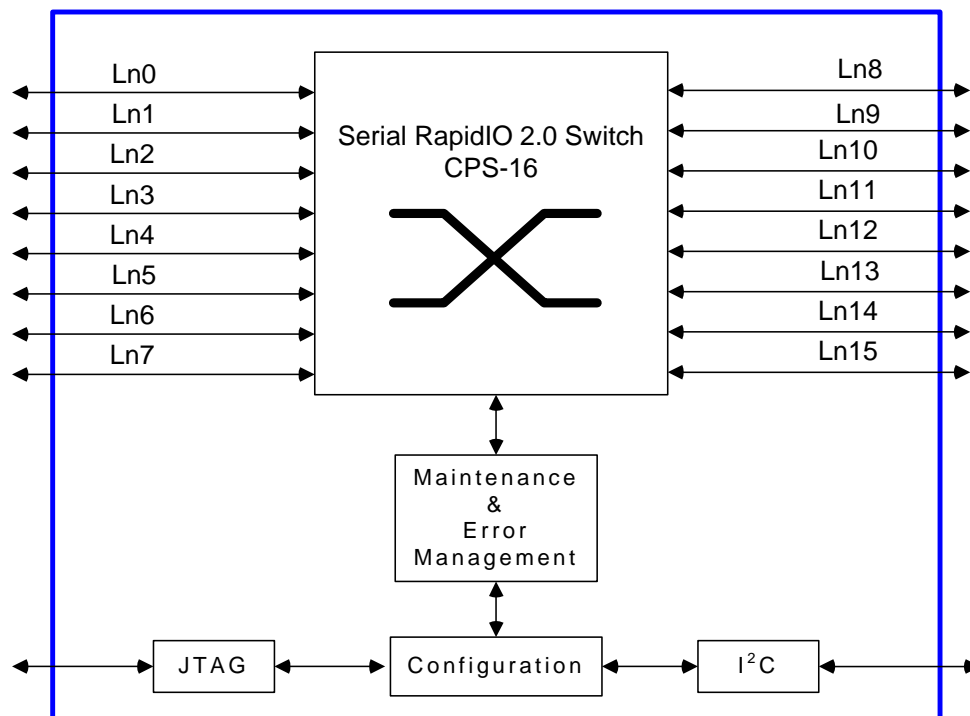 Ln0
Ln1
Ln2
Ln3
Ln4
Ln5
Ln6
Ln7
Serial RapidIO 2.0 Switch
CPS-16
Ln8
Ln9
Ln10
Ln11
Ln12
Ln13
Ln14
Ln15
Maintenance
&
Error
Management
JTAG
Configuration
I²C